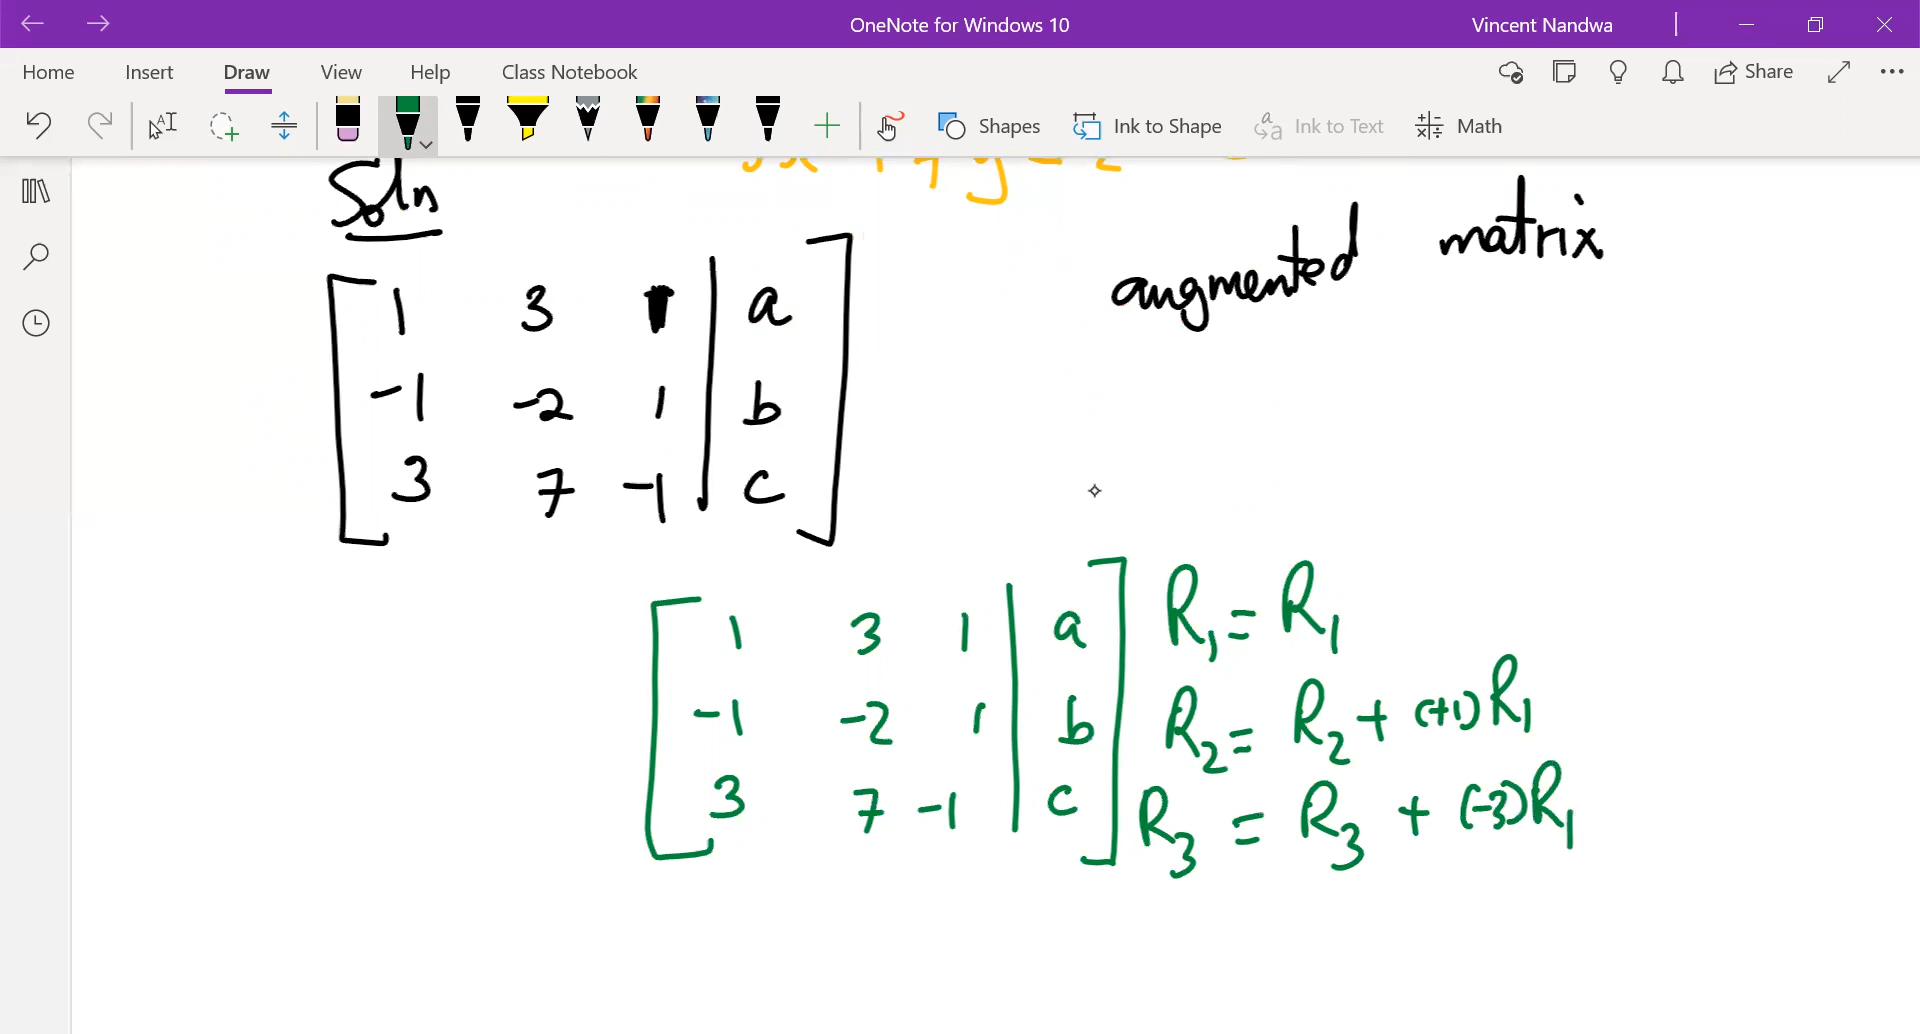 OneNote for Windows 10 Vincent Nandwa
Home Insert Draw View Help Class Notebook Share
Shapes Ink to Shape Ink to Text Math
Soln
augmented matrix
1 3 1 | a
-1 -2 1 | b
3 7 -1 | c
1 3 1 | a R1 = R1
-1 -2 1 | b R2 = R2 + (+1)R1
3 7 -1 | c R3 = R3 + (-3)R1